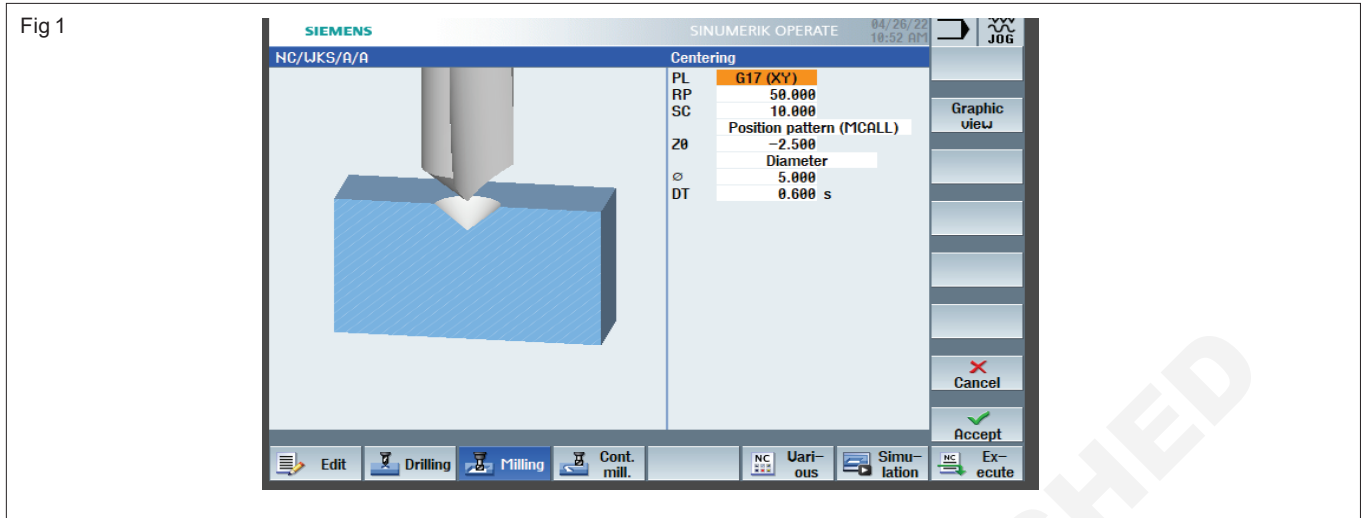 Fig 1
SIEMENS
SINUMERIK OPERATE
04/26/22
10:52 AM
JOG
NC/WKS/A/A
Centering
PL G17 (XY)
RP 50.000
SC 10.000
Position pattern (MCALL)
Z0 -2.500
Diameter
∅ 5.000
DT 0.600 s
Graphic
view
Cancel
Accept
Edit
Drilling
Milling
Cont.
mill.
NC
Vari-
ous
Simu-
lation
NC
Ex-
ecute